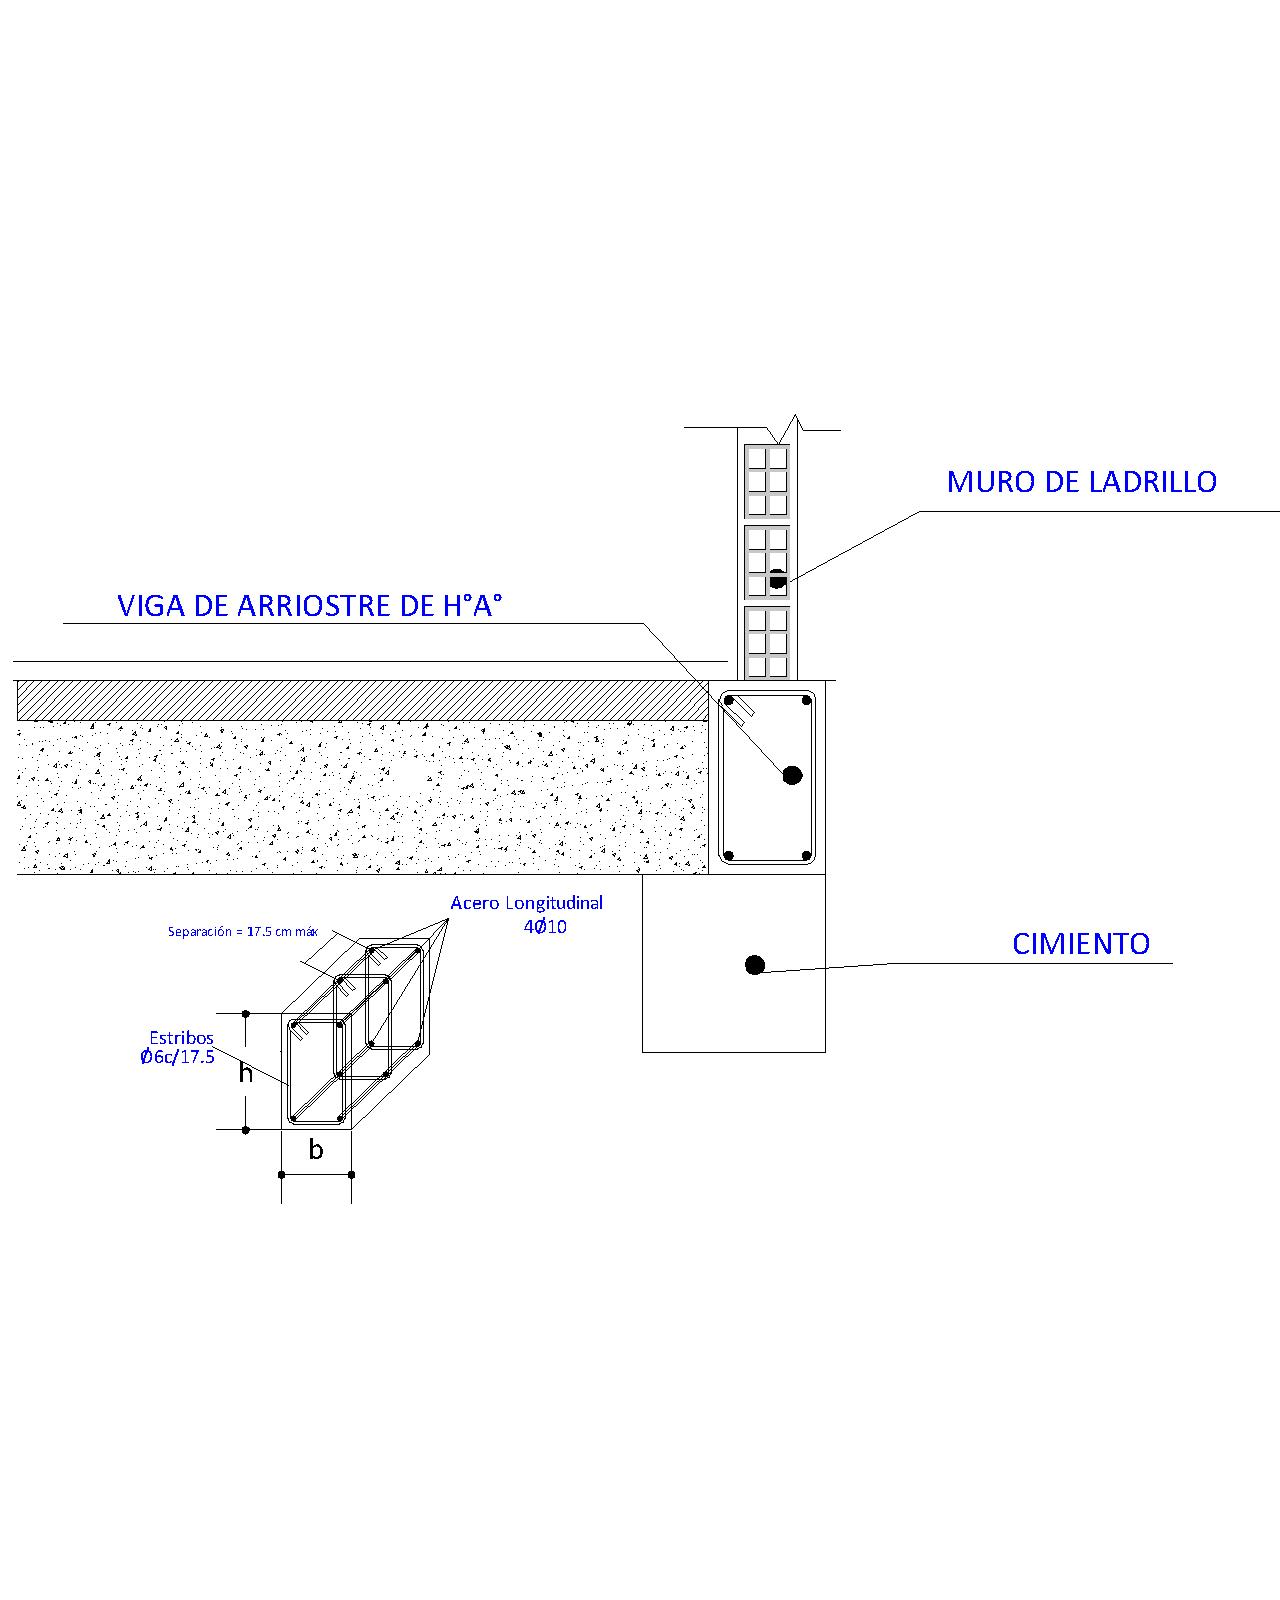 MURO DE LADRILLO
VIGA DE ARRIOSTRE DE H°A°
Acero Longitudinal
4Ø10
Separación = 17.5 cm máx
CIMIENTO
Estribos
Ø6c/17.5
h
b